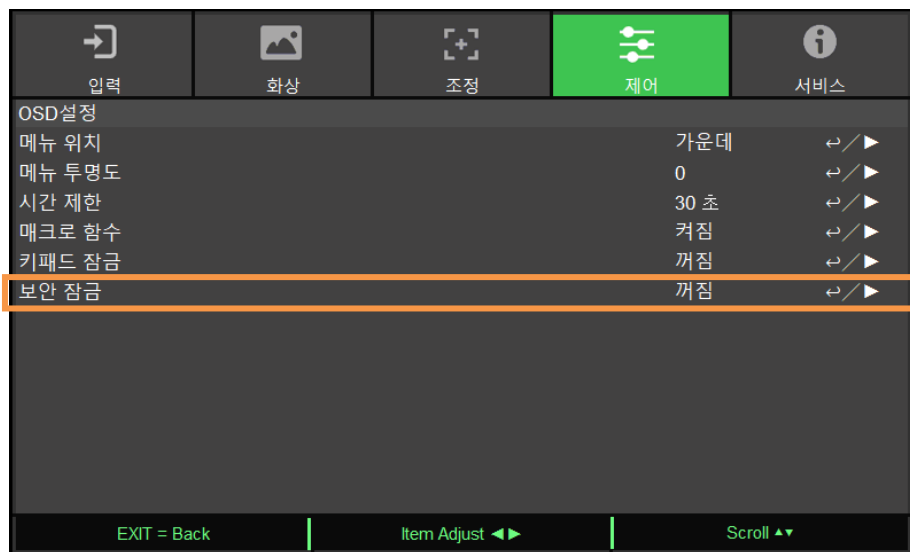 입력 화상 조정 제어 서비스
OSD설정
메뉴 위치 가운데
메뉴 투명도 0
시간 제한 30 초
매크로 함수 켜짐
키패드 잠금 꺼짐
보안 잠금 꺼짐
EXIT = Back Item Adjust ◀▶ Scroll ▲▼